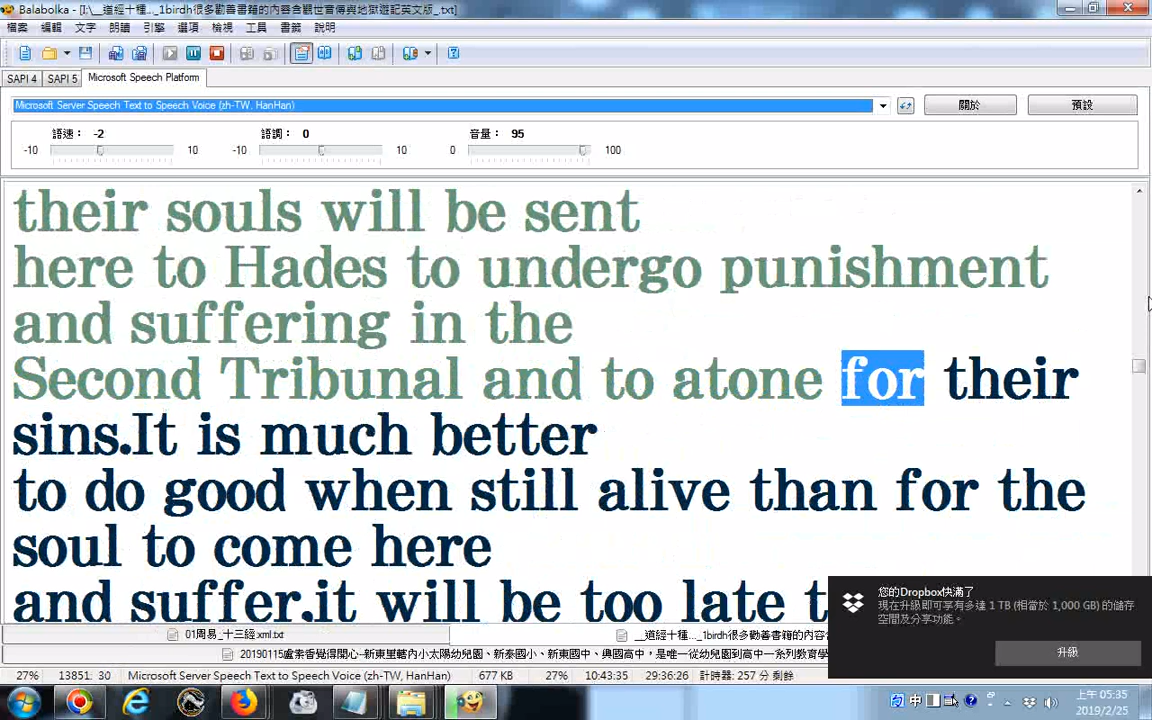 Balabolka - [I:\__道經十種..._1birdh很多勸善書籍的內容含觀世音傳與地獄遊記英文版_.txt]
檔案 編輯 文字 朗讀 引擎 選項 檢視 工具 書籤 說明
SAPI 4 SAPI 5 Microsoft Speech Platform
Microsoft Server Speech Text to Speech Voice (zh-TW, HanHan)
關於 預設
語速： -2 語調： 0 音量： 95
-10 10 -10 10 0 100
their souls will be sent
here to Hades to undergo punishment
and suffering in the
Second Tribunal and to atone for their
sins.It is much better
to do good when still alive than for the
soul to come here
and suffer,it will be too late t
您的Dropbox快滿了
現在升級即可享有多達 1 TB (相當於 1,000 GB) 的儲存
空間及分享功能。
升級
01周易_十三經.xml.txt
__道經十種..._1birdh很多勸善書籍的內容含
20190115盧素香覺得開心--新東里轄內小太陽幼兒園、新泰國小、新東國中、興國高中，是唯一從幼兒園到高中一系列教育學
27% 13851: 30 Microsoft Server Speech Text to Speech Voice (zh-TW, HanHan) 677 KB 27% 10:43:35 29:36:26 計時器: 257 分 剩餘
中
上午 05:35
2019/2/25